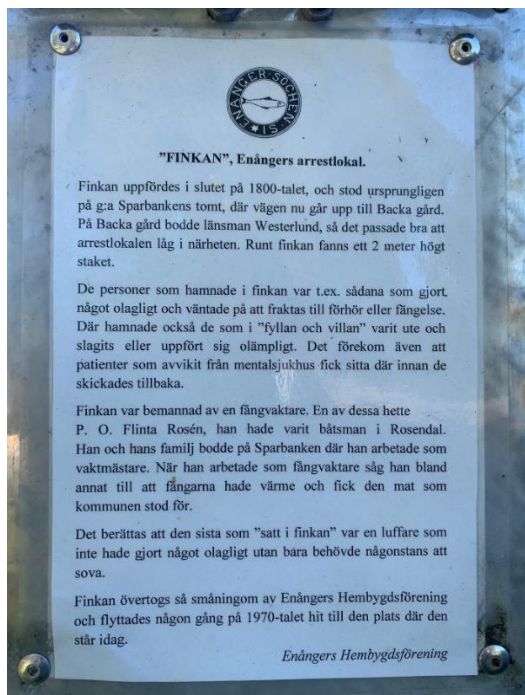 ENÅNGER SOCHEN SIS
"FINKAN", Enångers arrestlokal.
Finkan uppfördes i slutet på 1800-talet, och stod ursprungligen
på g:a Sparbankens tomt, där vägen nu går upp till Backa gård.
På Backa gård bodde länsman Westerlund, så det passade bra att
arrestlokalen låg i närheten. Runt finkan fanns ett 2 meter högt
staket.
De personer som hamnade i finkan var t.ex. sådana som gjort
något olagligt och väntade på att fraktas till förhör eller fängelse.
Där hamnade också de som i "fyllan och villan" varit ute och
slagits eller uppfört sig olämpligt. Det förekom även att
patienter som avvikit från mentalsjukhus fick sitta där innan de
skickades tillbaka.
Finkan var bemannad av en fångvaktare. En av dessa hette
P. O. Flinta Rosén, han hade varit båtsman i Rosendal.
Han och hans familj bodde på Sparbanken där han arbetade som
vaktmästare. När han arbetade som fångvaktare såg han bland
annat till att fångarna hade värme och fick den mat som
kommunen stod för.
Det berättas att den sista som "satt i finkan" var en luffare som
inte hade gjort något olagligt utan bara behövde någonstans att
sova.
Finkan övertogs så småningom av Enångers Hembygdsförening
och flyttades någon gång på 1970-talet hit till den plats där den
står idag.
Enångers Hembygdsförening